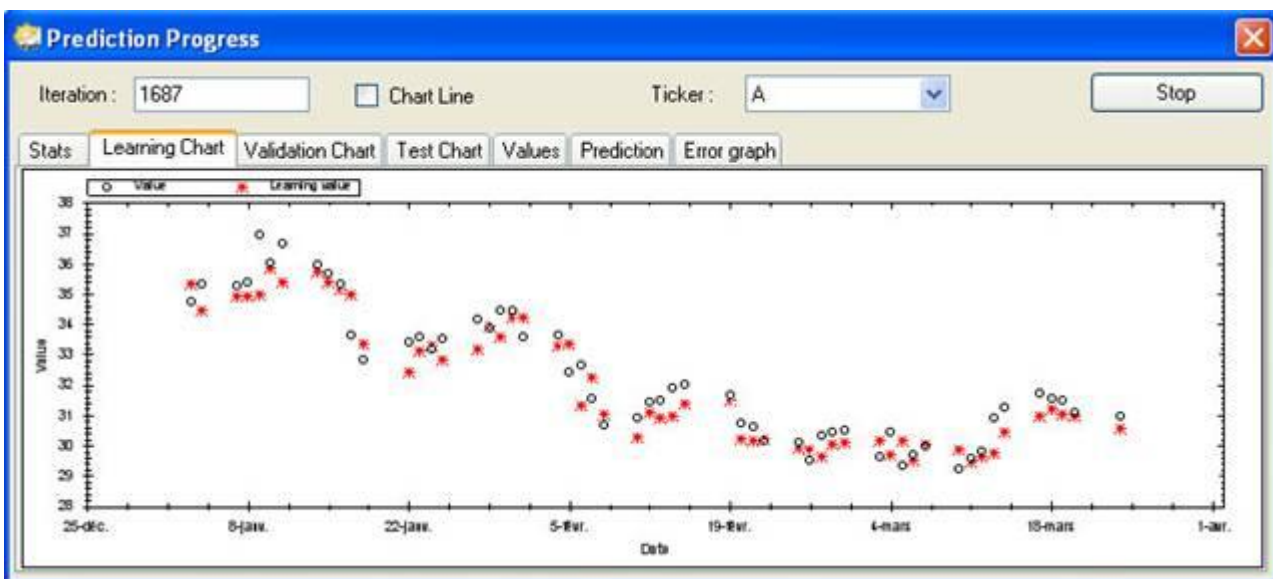 Prediction Progress
Iteration : 1687 Chart Line Ticker : A Stop
Stats Learning Chart Validation Chart Test Chart Values Prediction Error graph
Value Learning value
38
37
36
35
34
33
32
31
30
29
28
Value
25-déc. 8-janv. 22-janv. 5-févr. 19-févr. 4-mars 18-mars 1-avr.
Date